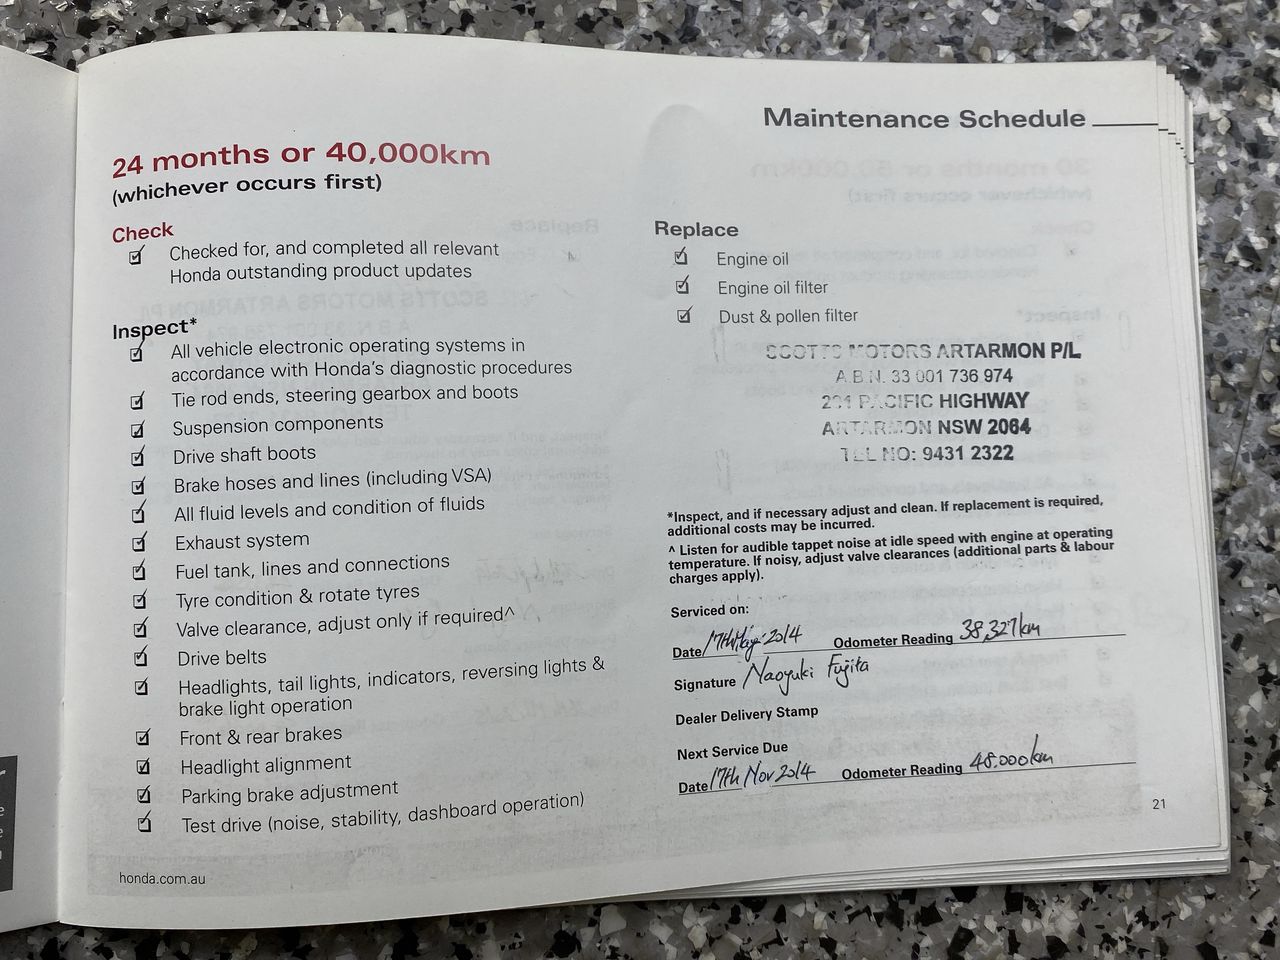 Maintenance Schedule
24 months or 40,000km
(whichever occurs first)
Check
Checked for, and completed all relevant
Honda outstanding product updates
Inspect*
All vehicle electronic operating systems in
accordance with Honda's diagnostic procedures
Tie rod ends, steering gearbox and boots
Suspension components
Drive shaft boots
Brake hoses and lines (including VSA)
All fluid levels and condition of fluids
Exhaust system
Fuel tank, lines and connections
Tyre condition & rotate tyres
Valve clearance, adjust only if required^
Drive belts
Headlights, tail lights, indicators, reversing lights &
brake light operation
Front & rear brakes
Headlight alignment
Parking brake adjustment
Test drive (noise, stability, dashboard operation)
honda.com.au
Replace
Engine oil
Engine oil filter
Dust & pollen filter
SCOTTS MOTORS ARTARMON P/L
A.B.N. 33 001 736 974
PACIFIC HIGHWAY
ARTARMON NSW 2064
TEL NO: 9431 2322
*Inspect, and if necessary adjust and clean. If replacement is required,
additional costs may be incurred.
^ Listen for audible tappet noise at idle speed with engine at operating
temperature. If noisy, adjust valve clearances (additional parts & labour
charges apply).
Serviced on:
Date 17th May 2014 Odometer Reading 38,327km
Signature Naoyuki Fujita
Dealer Delivery Stamp
Next Service Due
Date 17th Nov 2014 Odometer Reading 48.000km
21